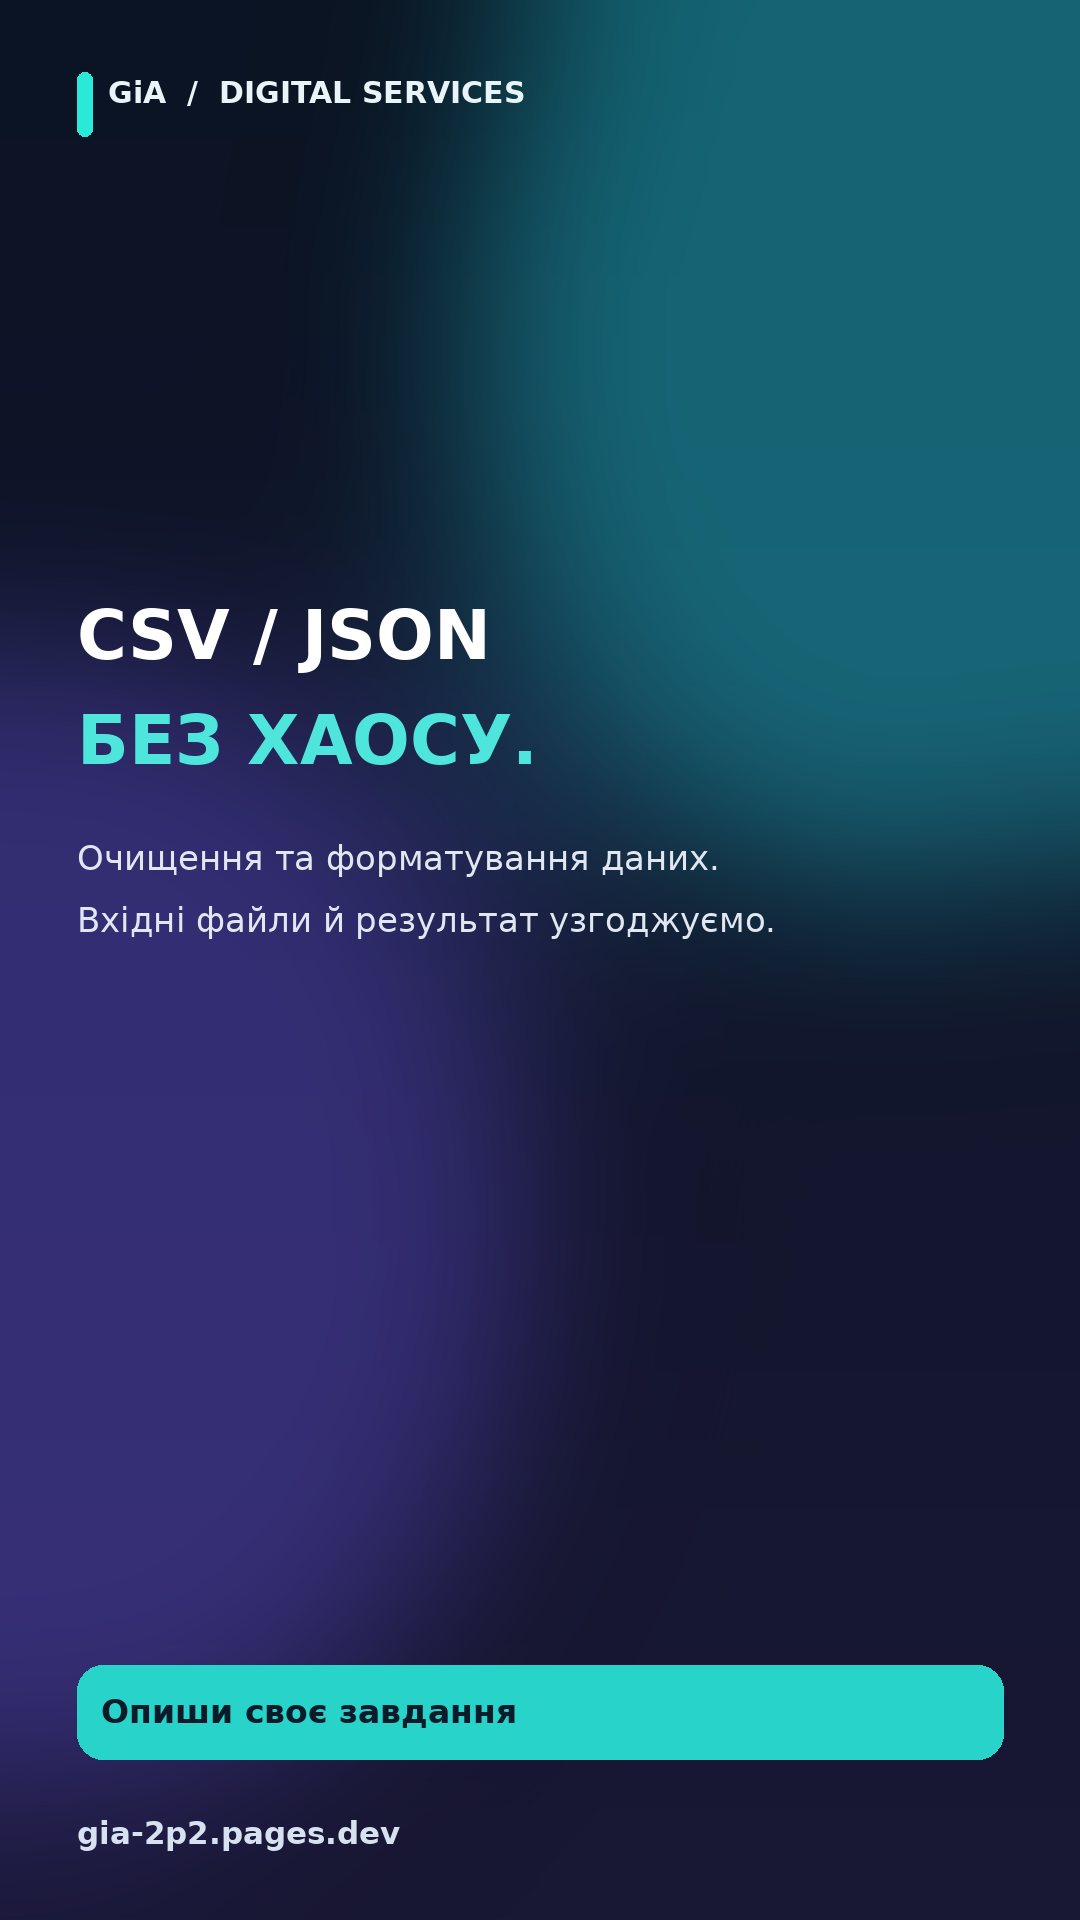 GiA / DIGITAL SERVICES
CSV / JSON
БЕЗ ХАОСУ.
Очищення та форматування даних.
Вхідні файли й результат узгоджуємо.
Опиши своє завдання
gia-2p2.pages.dev